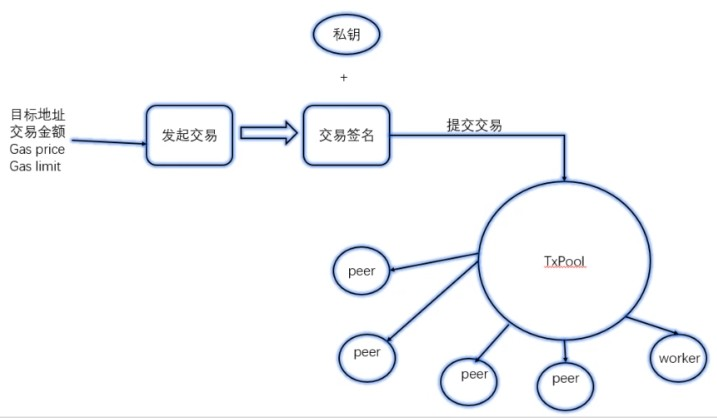 私钥
+
目标地址
交易金额
Gas price
Gas limit
发起交易
交易签名
提交交易
TxPool
peer
peer
peer
peer
worker